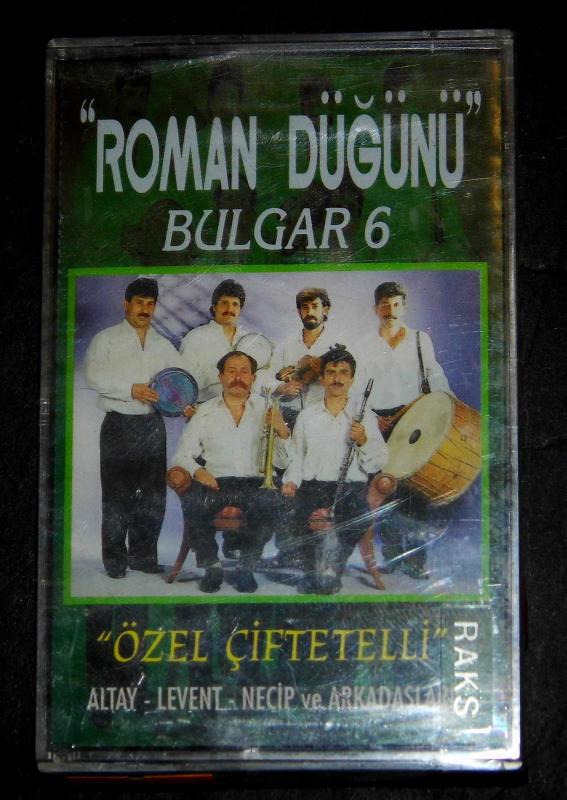 "ROMAN DÜĞÜNÜ"
BULGAR 6
"ÖZEL ÇİFTETELLİ"
ALTAY - LEVENT - NECİP ve ARKADAŞLARI
RAKS